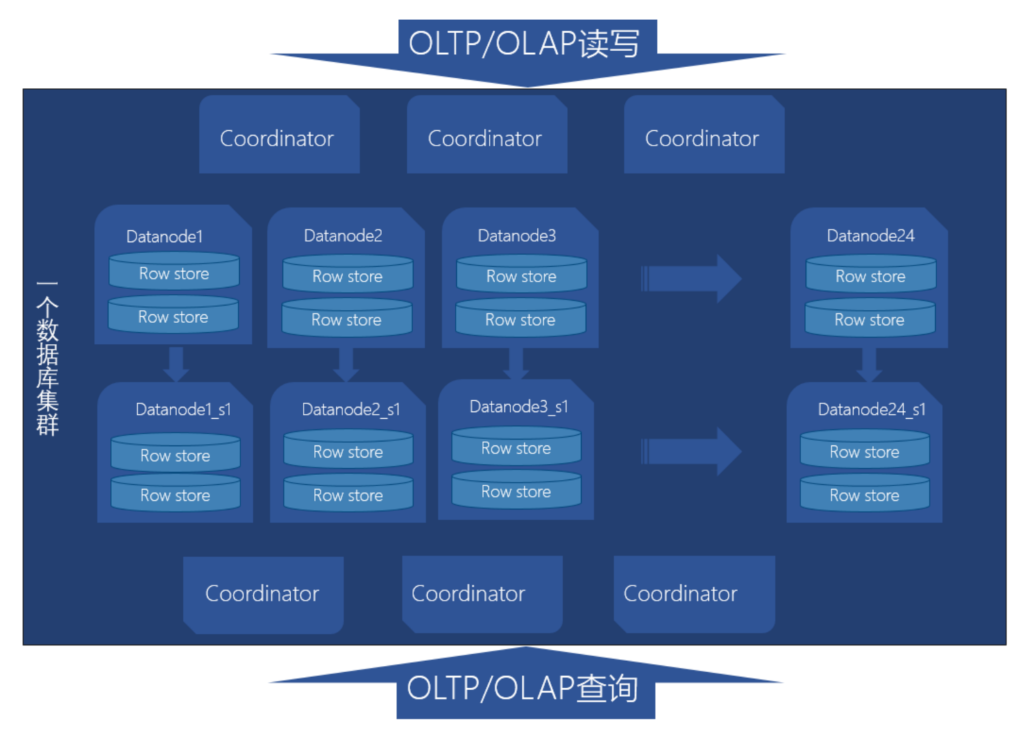 OLTP/OLAP读写
Coordinator
Coordinator
Coordinator
一个数据库集群
Datanode1
Row store
Row store
Datanode2
Row store
Row store
Datanode3
Row store
Row store
Datanode24
Row store
Row store
Datanode1_s1
Row store
Row store
Datanode2_s1
Row store
Row store
Datanode3_s1
Row store
Row store
Datanode24_s1
Row store
Row store
Coordinator
Coordinator
Coordinator
OLTP/OLAP查询